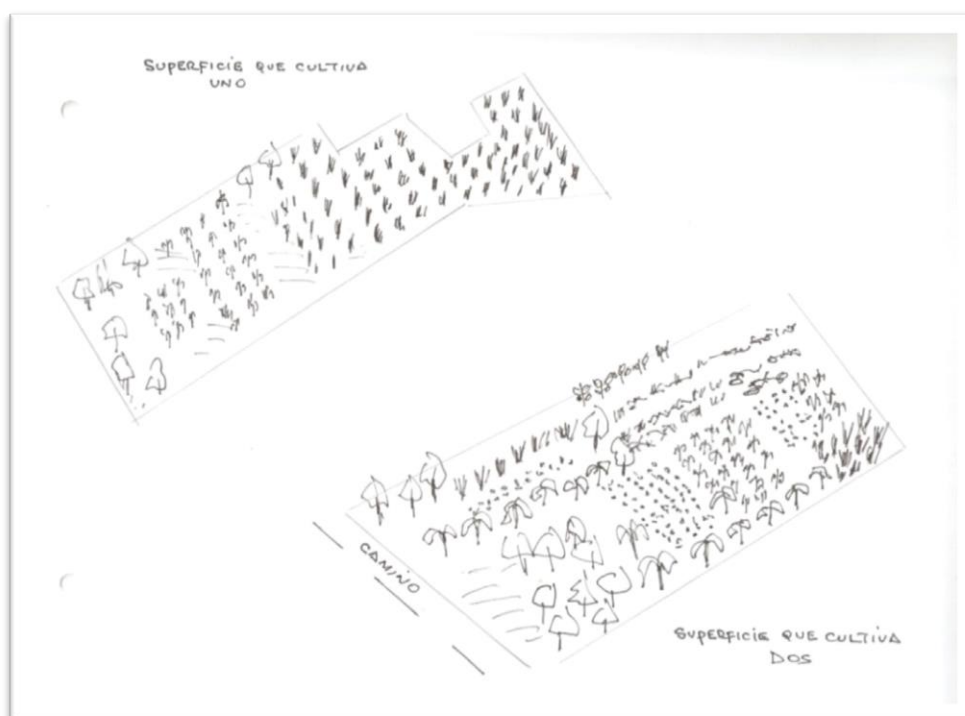 SUPERFICIE QUE CULTIVA
UNO
CAMINO
SUPERFICIE QUE CULTIVA
DOS